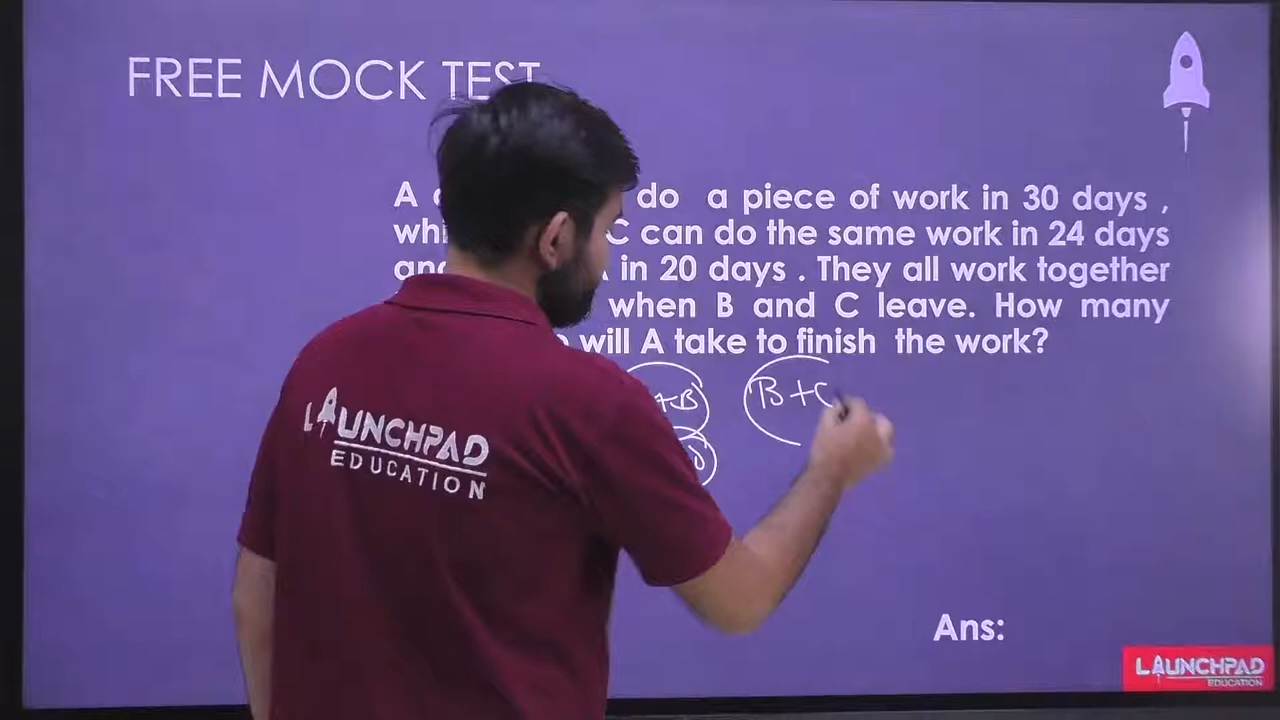 FREE MOCK TEST
A do a piece of work in 30 days ,
C can do the same work in 24 days
in 20 days . They all work together
when B and C leave. How many
will A take to finish the work?
+B B+C
LAUNCHPAD
EDUCATION
Ans:
LAUNCHPAD
EDUCATION